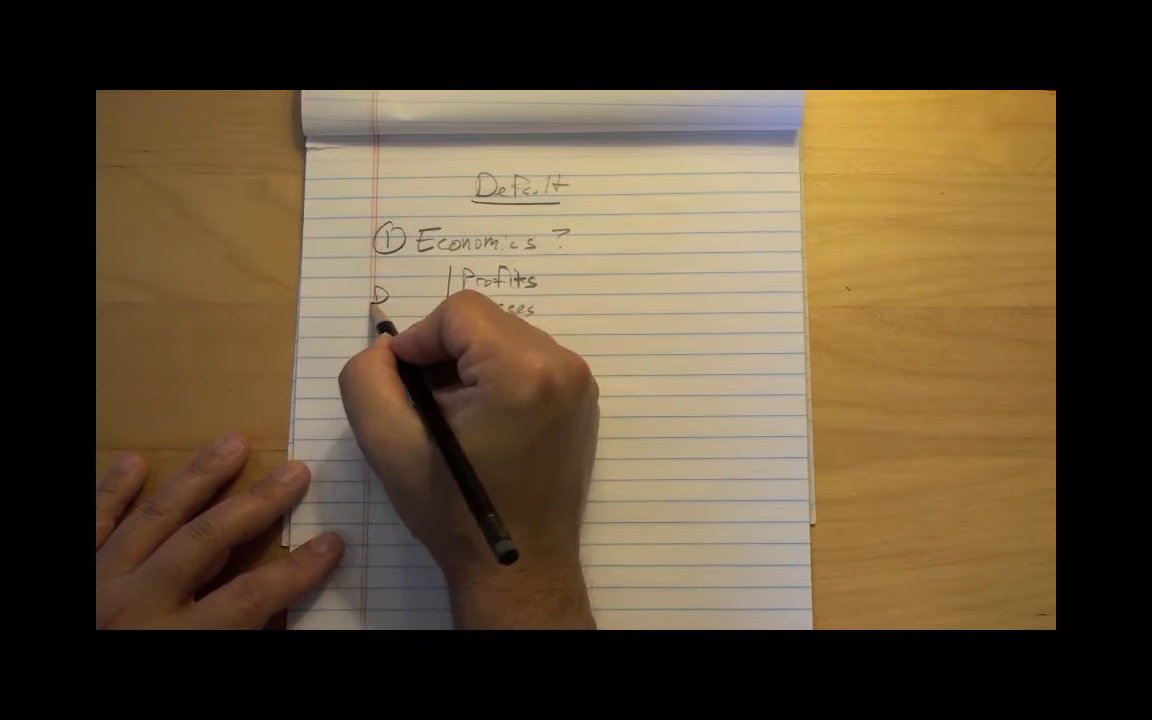 Default
① Economics ?
Profits
D